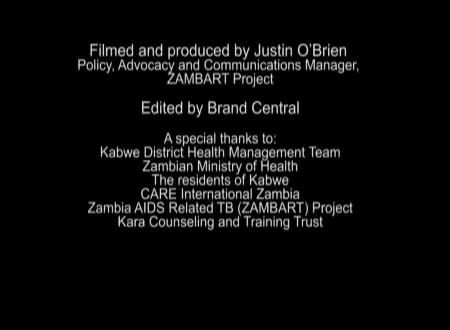 Filmed and produced by Justin O'Brien
Policy, Advocacy and Communications Manager,
ZAMBART Project
Edited by Brand Central
A special thanks to:
Kabwe District Health Management Team
Zambian Ministry of Health
The residents of Kabwe
CARE International Zambia
Zambia AIDS Related TB (ZAMBART) Project
Kara Counseling and Training Trust